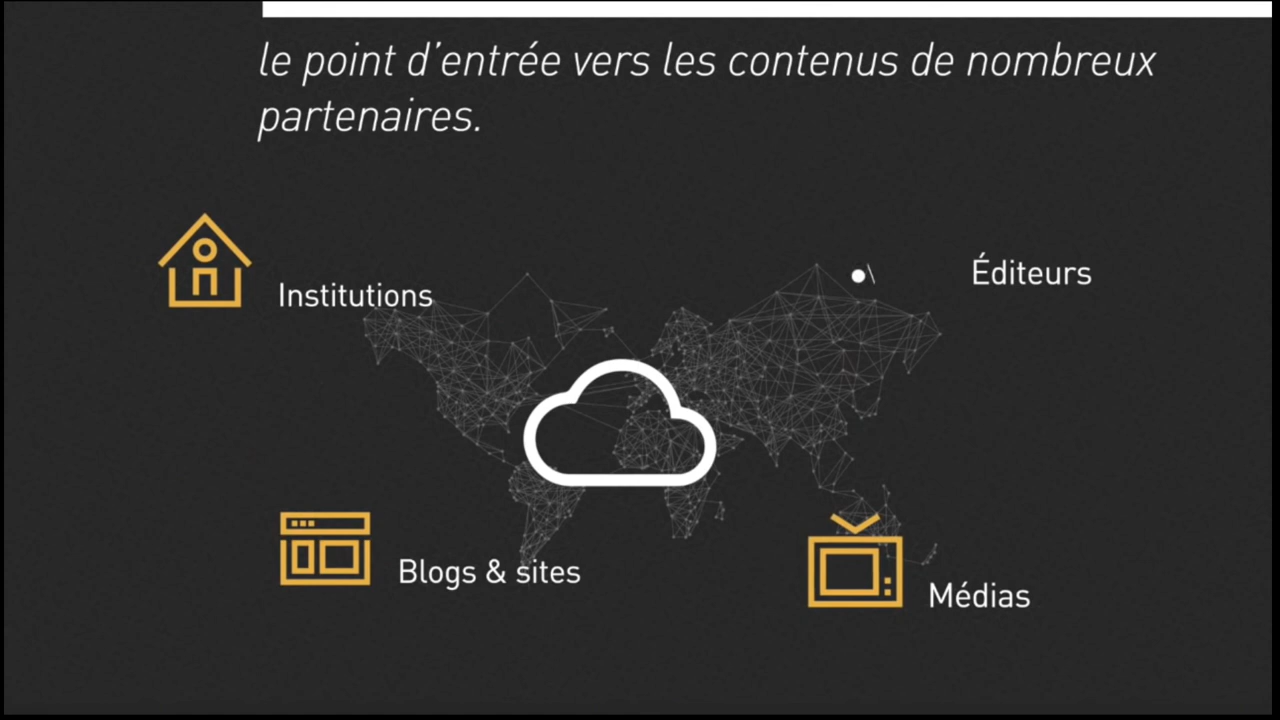 le point d’entrée vers les contenus de nombreux
partenaires.
Institutions
Éditeurs
Blogs & sites
Médias